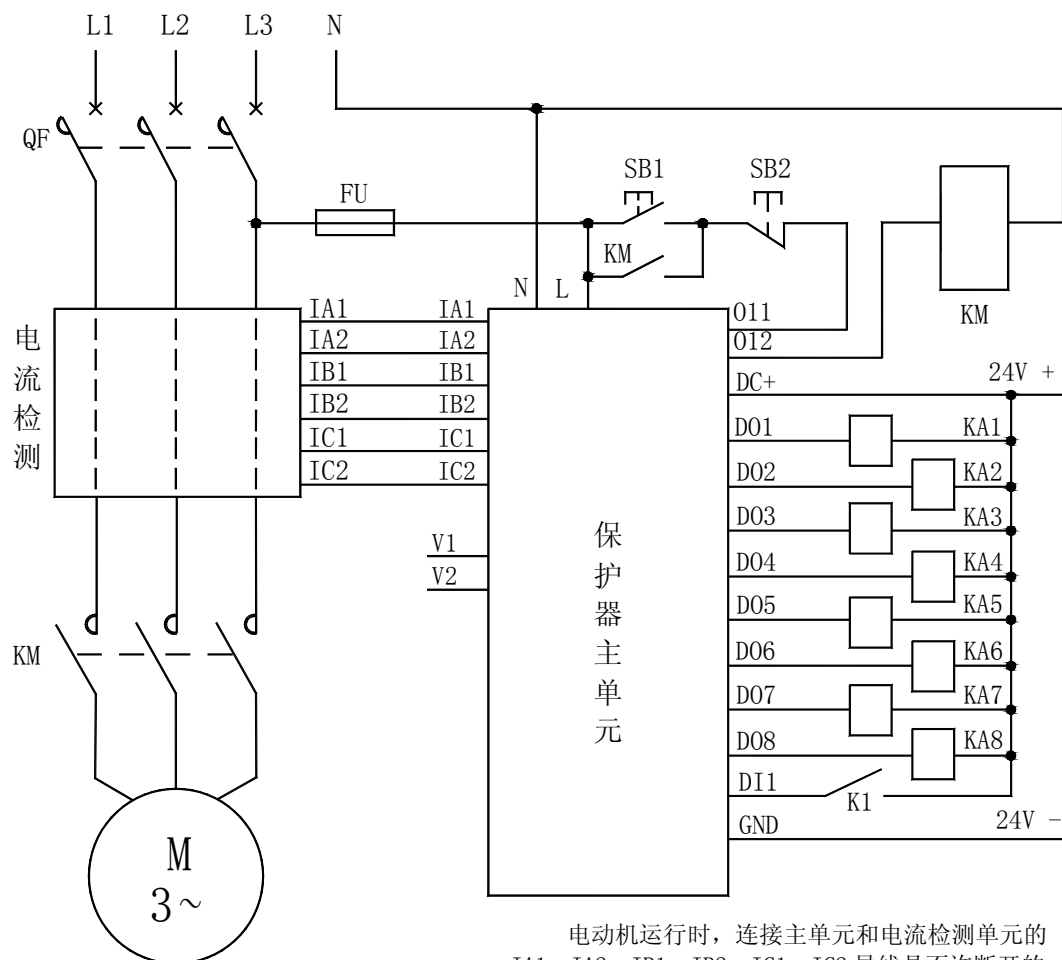 L1 L2 L3 N
QF
FU
SB1
SB2
KM
N L
KM
电流检测
IA1
IA2
IB1
IB2
IC1
IC2
IA1
IA2
IB1
IB2
IC1
IC2
V1
V2
保护器主单元
O11
O12
DC+
24V +
DO1
KA1
DO2
KA2
DO3
KA3
DO4
KA4
DO5
KA5
DO6
KA6
DO7
KA7
DO8
KA8
DI1
K1
GND
24V -
KM
M
3~
电动机运行时，连接主单元和电流检测单元的